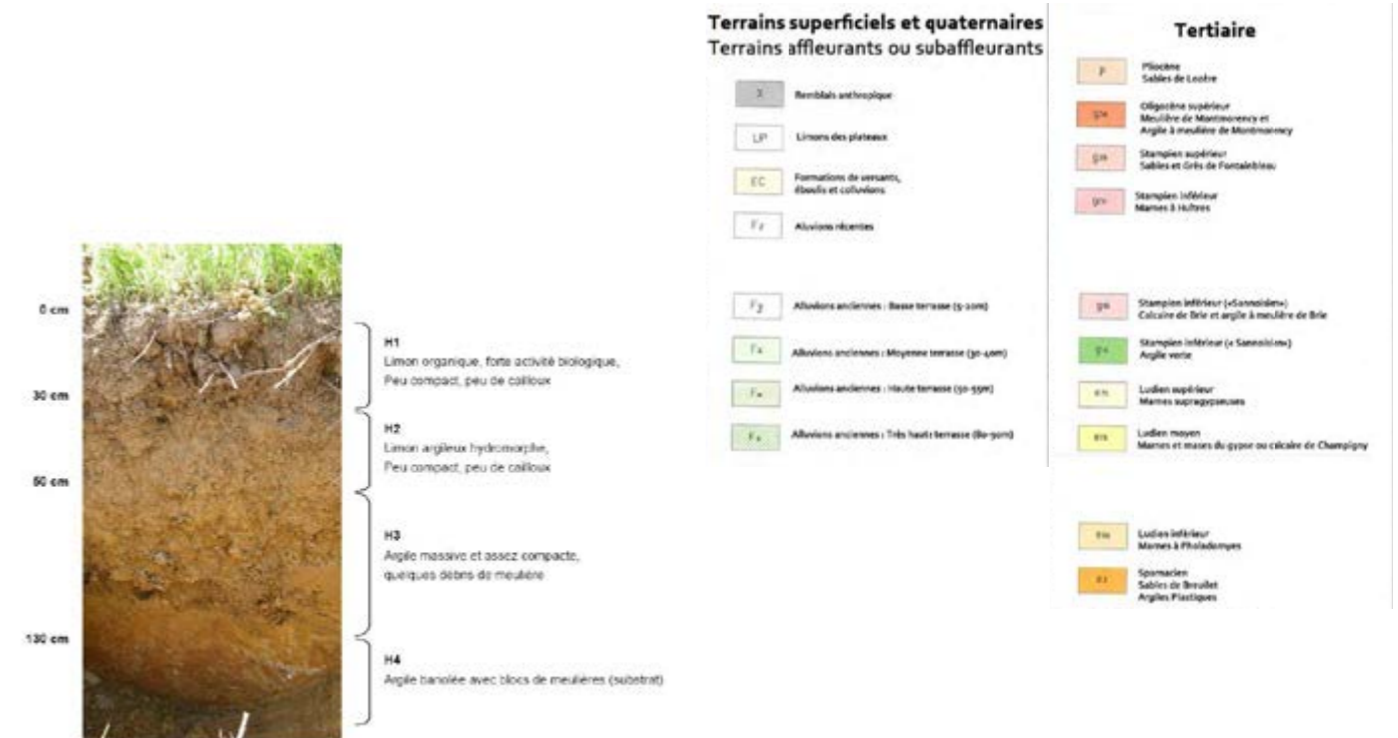 0 cm
30 cm
50 cm
130 cm
H1
Limon organique, forte activité biologique,
Peu compact, peu de cailloux
H2
Limon argileux hydromorphe,
Peu compact, peu de cailloux
H3
Argile massive et assez compacte,
quelques débris de meulière
H4
Argile bariolée avec blocs de meulières (substrat)
Terrains superficiels et quaternaires
Terrains affleurants ou subaffleurants
X
Remblais anthropique
LP
Limons des plateaux
EC
Formations de versants,
éboulis et colluvions
Fz
Alluvions récentes
Fy
Alluvions anciennes : Basse terrasse (5-20m)
Alluvions anciennes : Moyenne terrasse (30-40m)
Alluvions anciennes : Haute terrasse (50-55m)
Alluvions anciennes : Très haute terrasse (80-90m)
Tertiaire
p
Pliocène
Sables de Lozère
Oligocène supérieur
Meulière de Montmorency et
Argile à meulière de Montmorency
Stampien supérieur
Sables et Grès de Fontainebleau
Stampien inférieur
Marnes à Huîtres
Stampien inférieur («Sannoisien»)
Calcaire de Brie et argile à meulière de Brie
Stampien inférieur (« Sannoisien»)
Argile verte
Ludien supérieur
Marnes supragypseuses
Ludien moyen
Marnes et mases du gypse ou calcaire de Champigny
Ludien inférieur
Marnes à Pholadomyes
Sparnacien
Sables de Breuillet
Argiles Plastiques